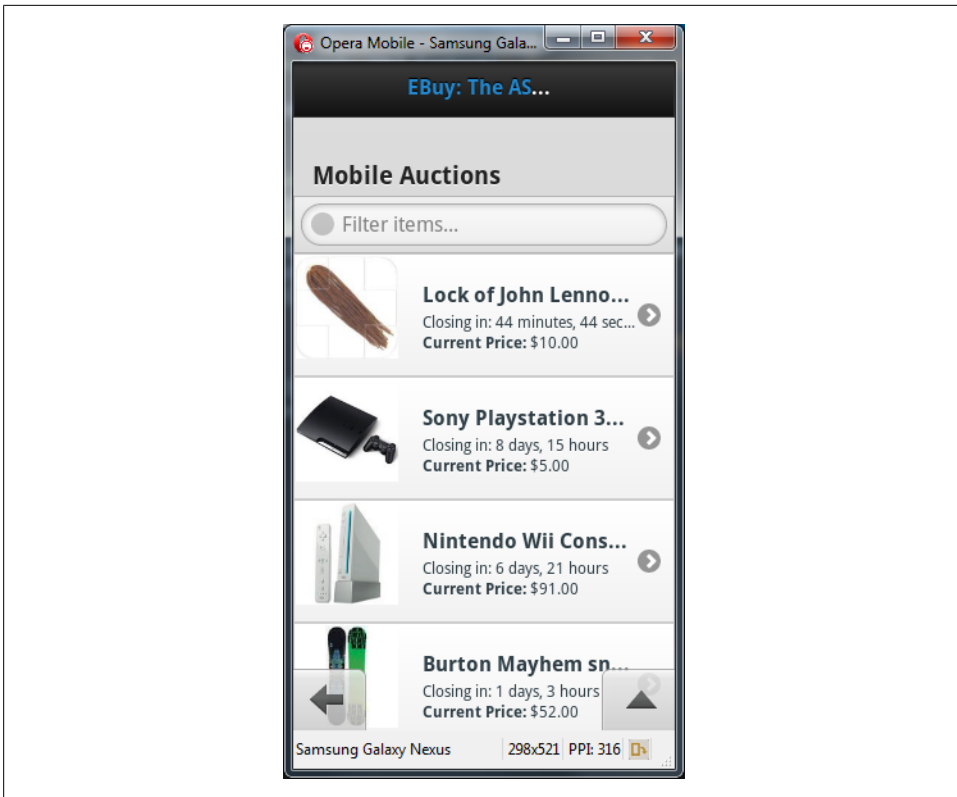 Opera Mobile - Samsung Gala...
EBuy: The AS...
Mobile Auctions
Filter items...
Lock of John Lenno...
Closing in: 44 minutes, 44 sec...
Current Price: $10.00
Sony Playstation 3...
Closing in: 8 days, 15 hours
Current Price: $5.00
Nintendo Wii Cons...
Closing in: 6 days, 21 hours
Current Price: $91.00
Burton Mayhem sn...
Closing in: 1 days, 3 hours
Current Price: $52.00
Samsung Galaxy Nexus 298x521 PPI: 316